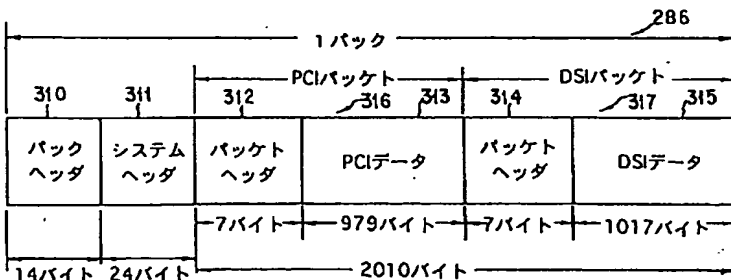 286
1パック
PCIパケット
DSIパケット
310
311
312
316
313
314
317
315
パック
ヘッダ
システム
ヘッダ
パケット
ヘッダ
PCIデータ
パケット
ヘッダ
DSIデータ
7バイト
979バイト
7バイト
1017バイト
14バイト
24バイト
2010バイト